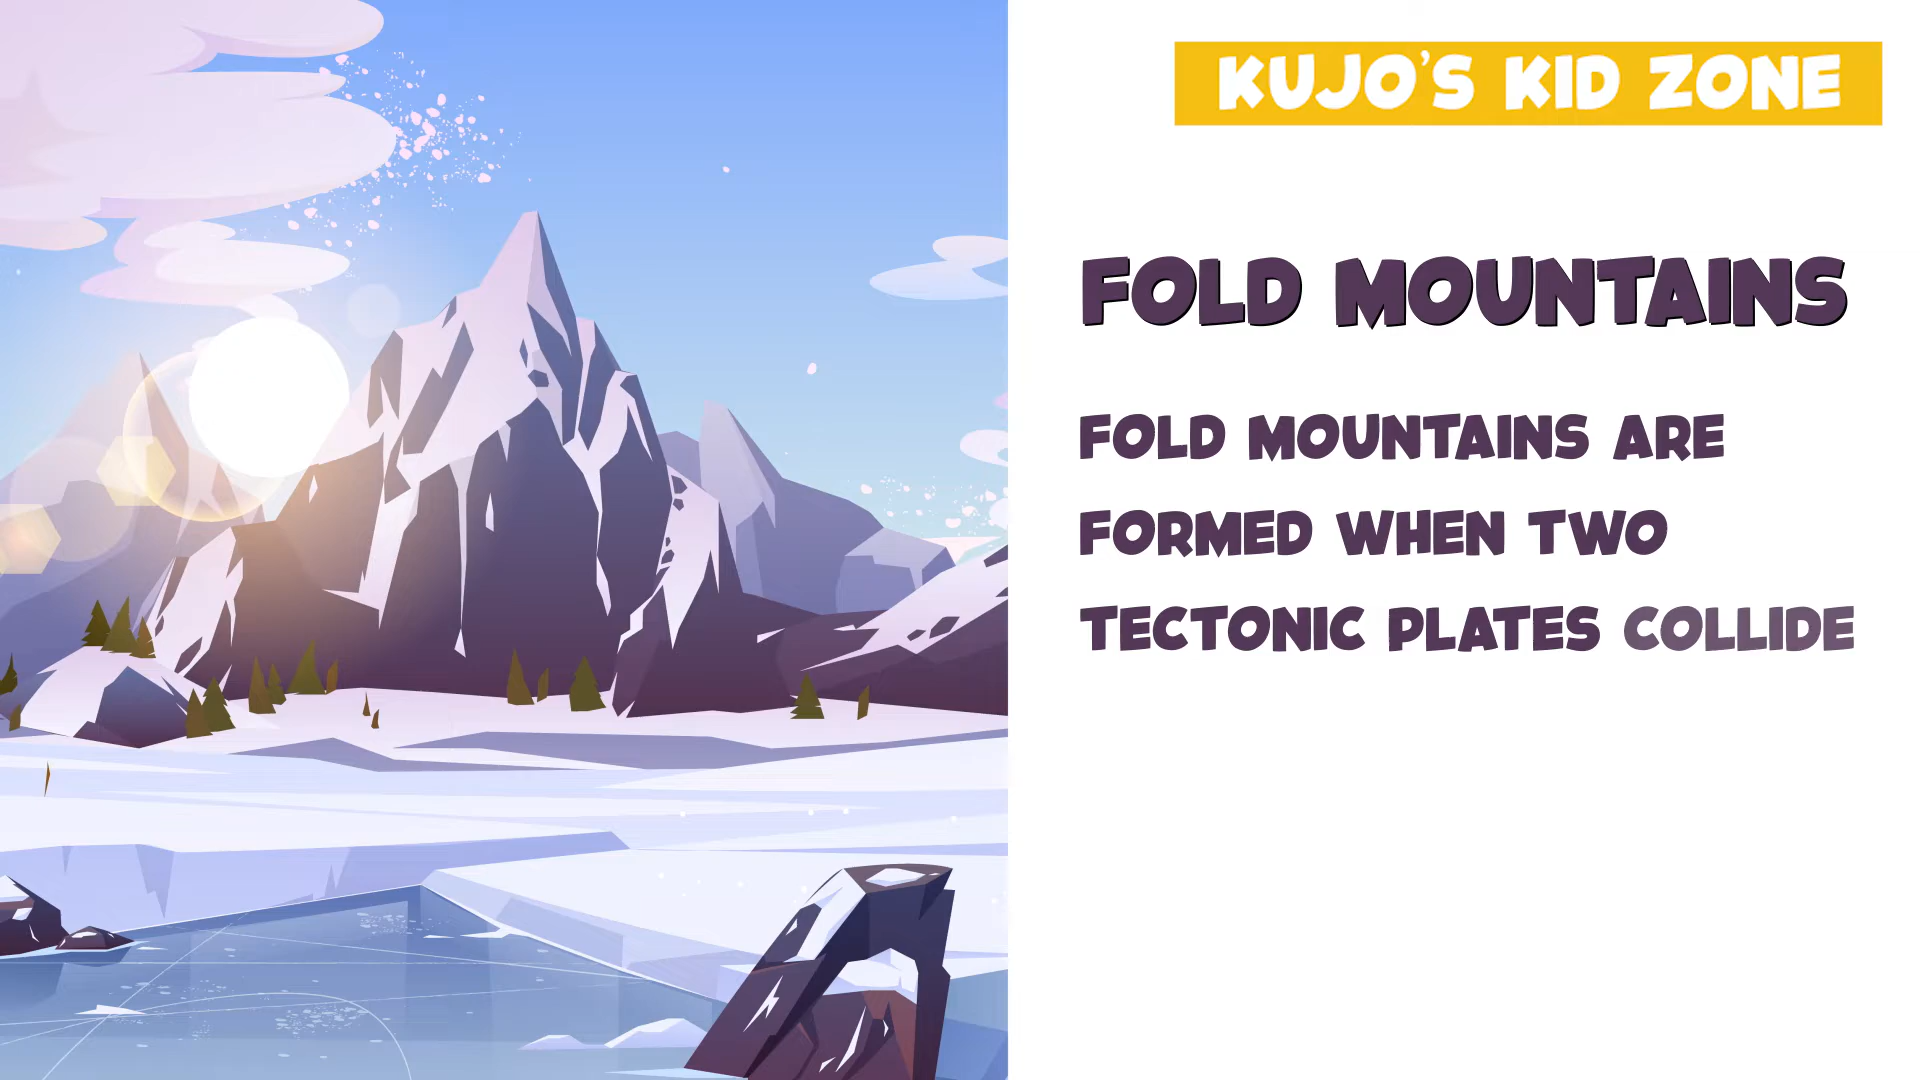 KUJO'S KID ZONE
FOLD MOUNTAINS
FOLD MOUNTAINS ARE
FORMED WHEN TWO
TECTONIC PLATES COLLIDE